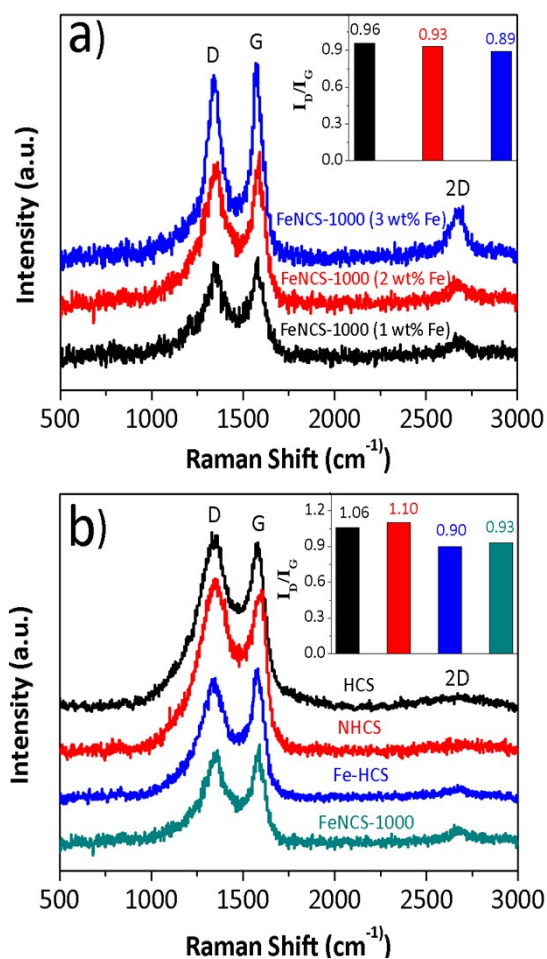 a)
D
G
2D
0.96
0.93
0.89
0.9
0.6
0.3
0.0
I_D/I_G
FeNCS-1000 (3 wt% Fe)
FeNCS-1000 (2 wt% Fe)
FeNCS-1000 (1 wt% Fe)
Intensity (a.u.)
500 1000 1500 2000 2500 3000
Raman Shift (cm⁻¹)
b)
D
G
2D
1.06
1.10
0.90
0.93
1.2
0.9
0.6
0.3
0.0
I_D/I_G
HCS
NHCS
Fe-HCS
FeNCS-1000
Intensity (a.u.)
500 1000 1500 2000 2500 3000
Raman Shift (cm⁻¹)